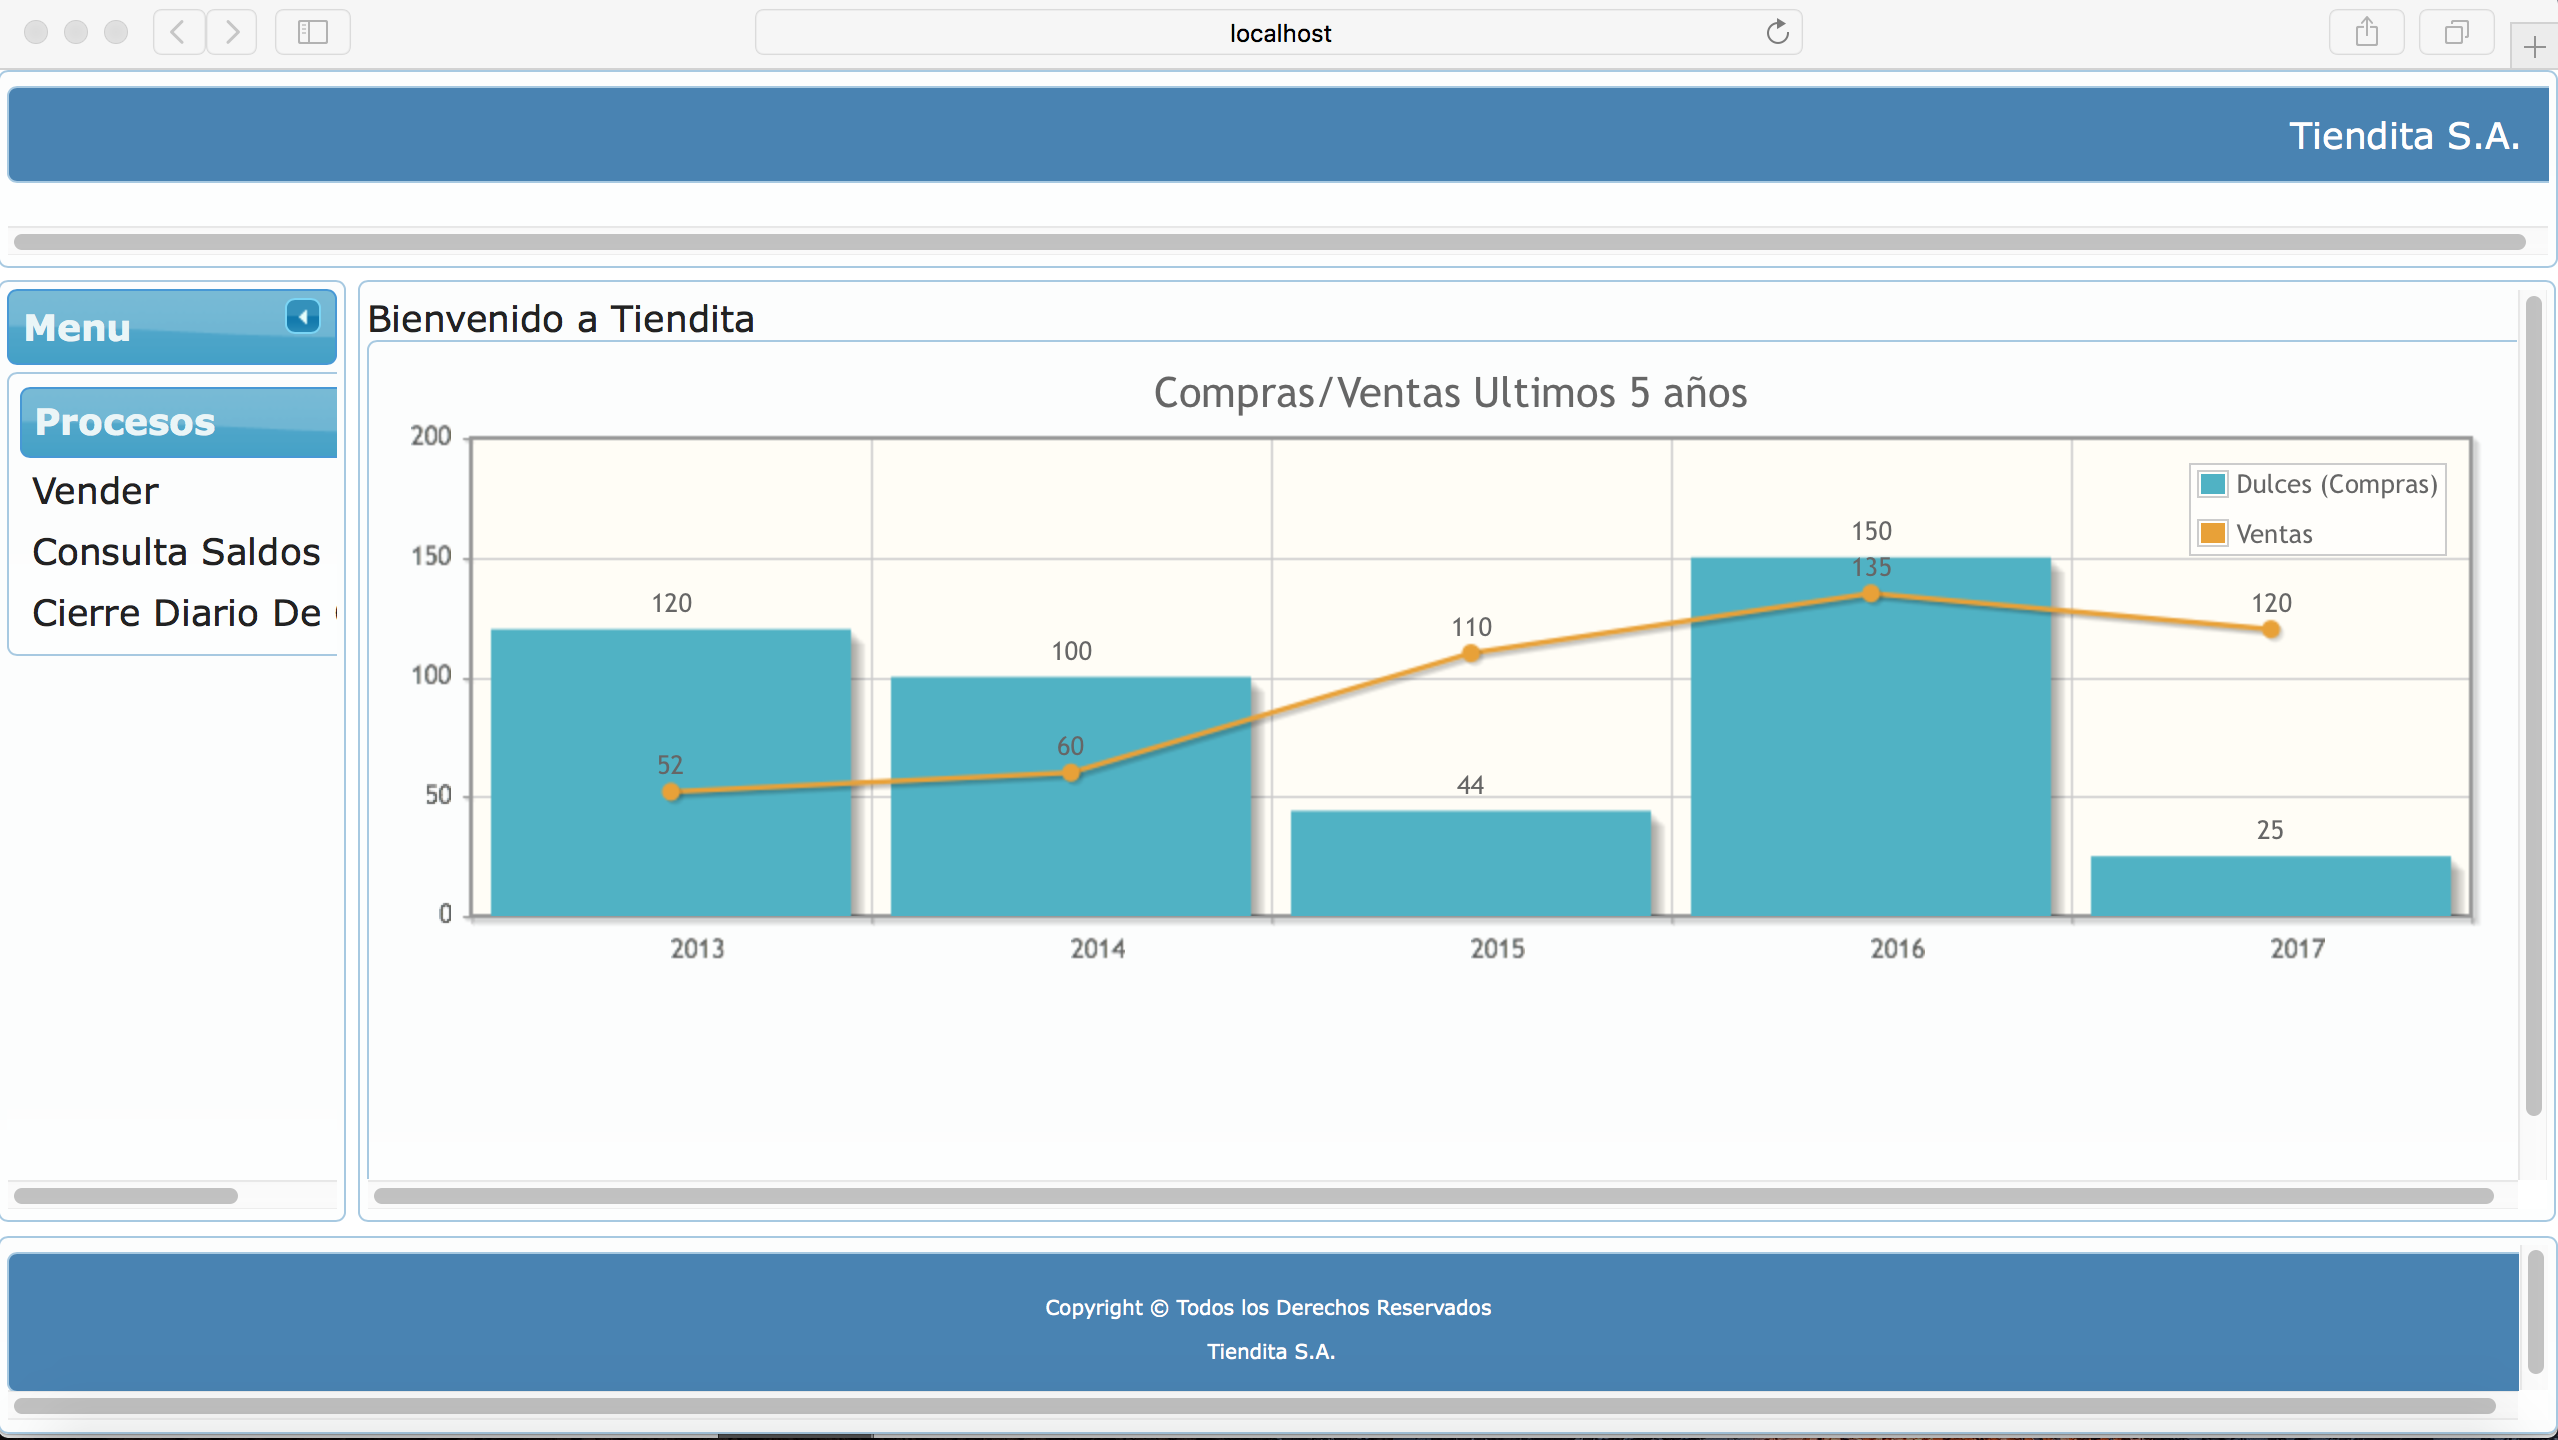 localhost
Tiendita S.A.
Menu
Procesos
Vender
Consulta Saldos
Cierre Diario De
Bienvenido a Tiendita
Compras/Ventas Ultimos 5 años
200
150
100
50
0
Dulces (Compras)
Ventas
120
100
44
150
25
52
60
110
135
120
2013 2014 2015 2016 2017
Copyright © Todos los Derechos Reservados
Tiendita S.A.